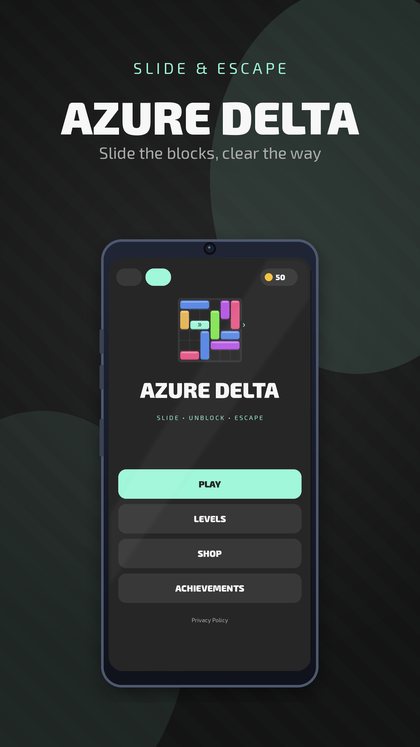 SLIDE & ESCAPE
AZURE DELTA
Slide the blocks, clear the way
50
AZURE DELTA
SLIDE • UNBLOCK • ESCAPE
PLAY
LEVELS
SHOP
ACHIEVEMENTS
Privacy Policy